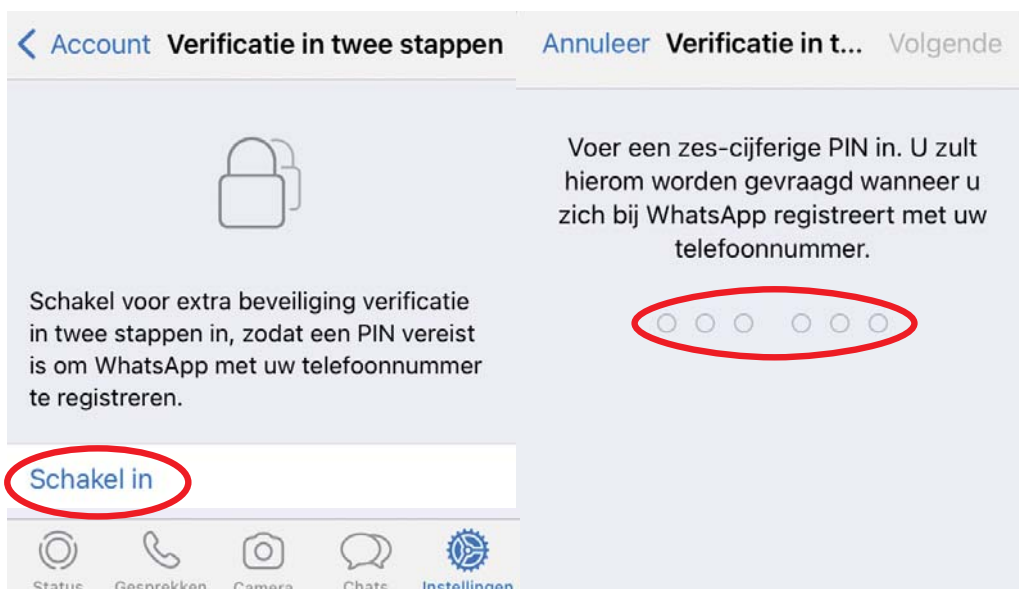 Account Verificatie in twee stappen
Schakel voor extra beveiliging verificatie
in twee stappen in, zodat een PIN vereist
is om WhatsApp met uw telefoonnummer
te registreren.
Schakel in
Status Gesprekken Camera Chats Instellingen
Annuleer Verificatie in t... Volgende
Voer een zes-cijferige PIN in. U zult
hierom worden gevraagd wanneer u
zich bij WhatsApp registreert met uw
telefoonnummer.